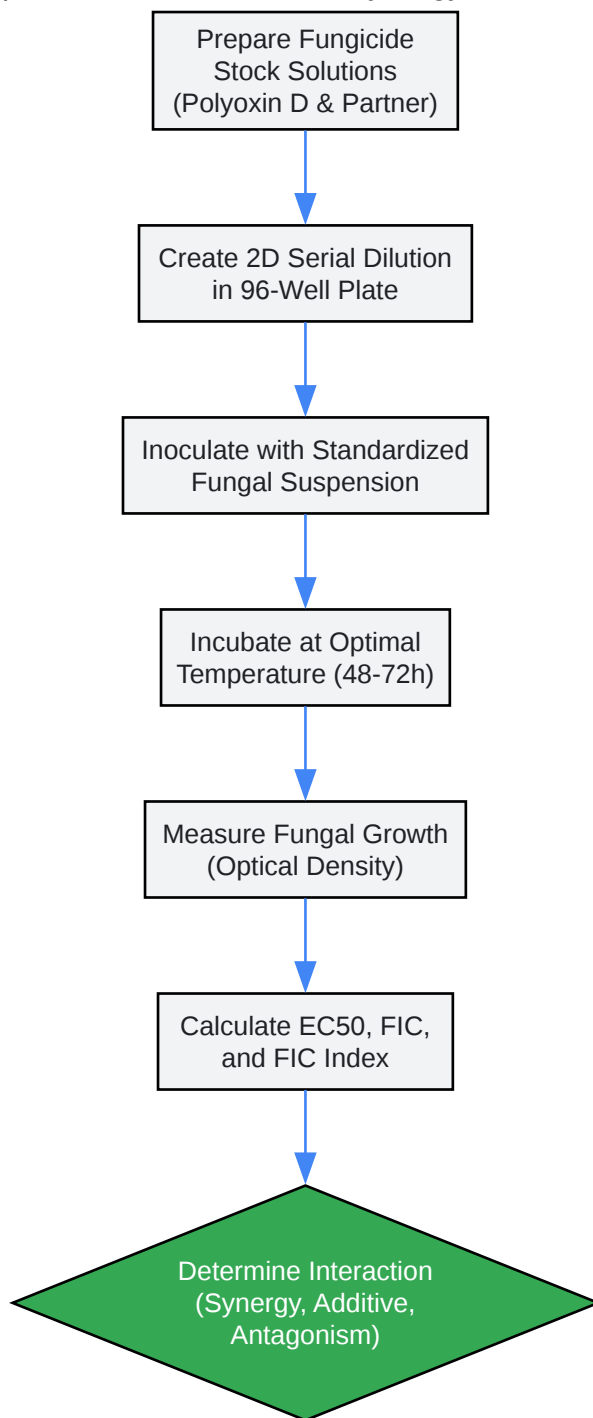 Prepare Fungicide
Stock Solutions
(Polyoxin D & Partner)
Create 2D Serial Dilution
in 96-Well Plate
Inoculate with Standardized
Fungal Suspension
Incubate at Optimal
Temperature (48-72h)
Measure Fungal Growth
(Optical Density)
Calculate EC50, FIC,
and FIC Index
Determine Interaction
(Synergy, Additive,
Antagonism)